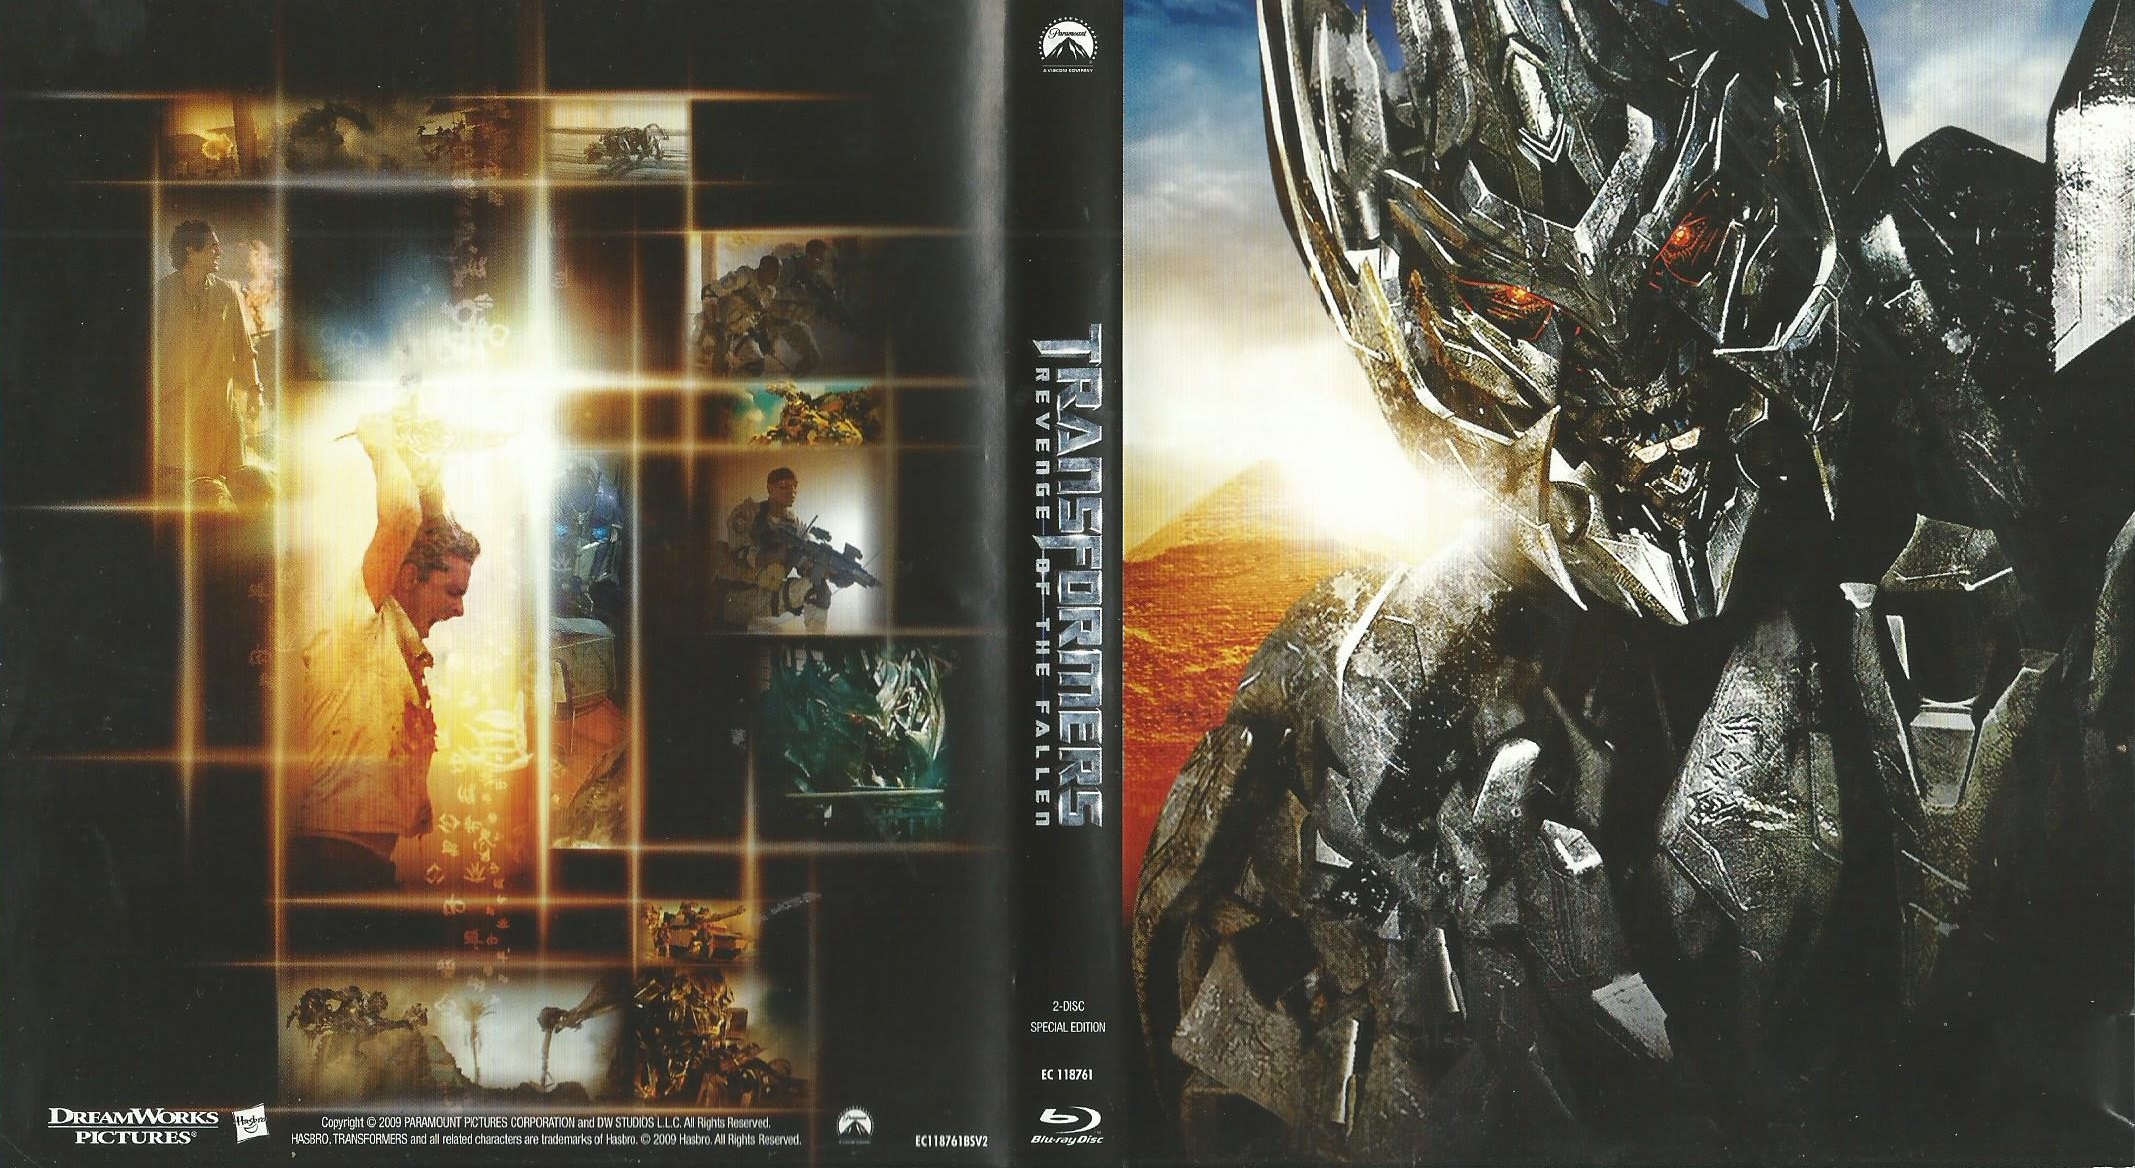 DREAMWORKS
PICTURES®
Hasbro
Copyright © 2009 PARAMOUNT PICTURES CORPORATION and DW STUDIOS L.L.C. All Rights Reserved.
HASBRO, TRANSFORMERS and all related characters are trademarks of Hasbro. © 2009 Hasbro. All Rights Reserved.
Paramount
EC118761BSV2
Paramount
A VIACOM COMPANY
TRANSFORMERS
REVENGE OF THE FALLEN
2-DISC
SPECIAL EDITION
EC 118761
Blu-ray Disc